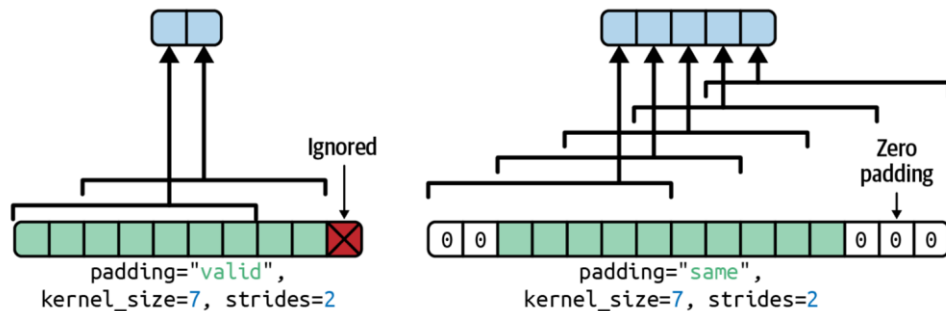 Ignored
Zero
padding
0 0 0 0 0
padding="valid",
kernel_size=7, strides=2
padding="same",
kernel_size=7, strides=2